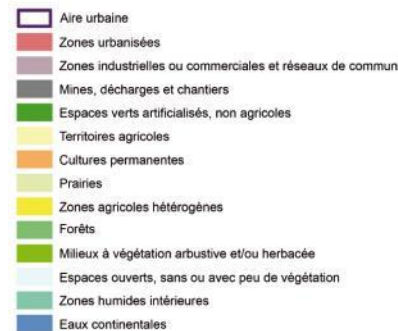 Aire urbaine
Zones urbanisées
Zones industrielles ou commerciales et réseaux de commun
Mines, décharges et chantiers
Espaces verts artificialisés, non agricoles
Territoires agricoles
Cultures permanentes
Prairies
Zones agricoles hétérogènes
Forêts
Milieux à végétation arbustive et/ou herbacée
Espaces ouverts, sans ou avec peu de végétation
Zones humides intérieures
Eaux continentales